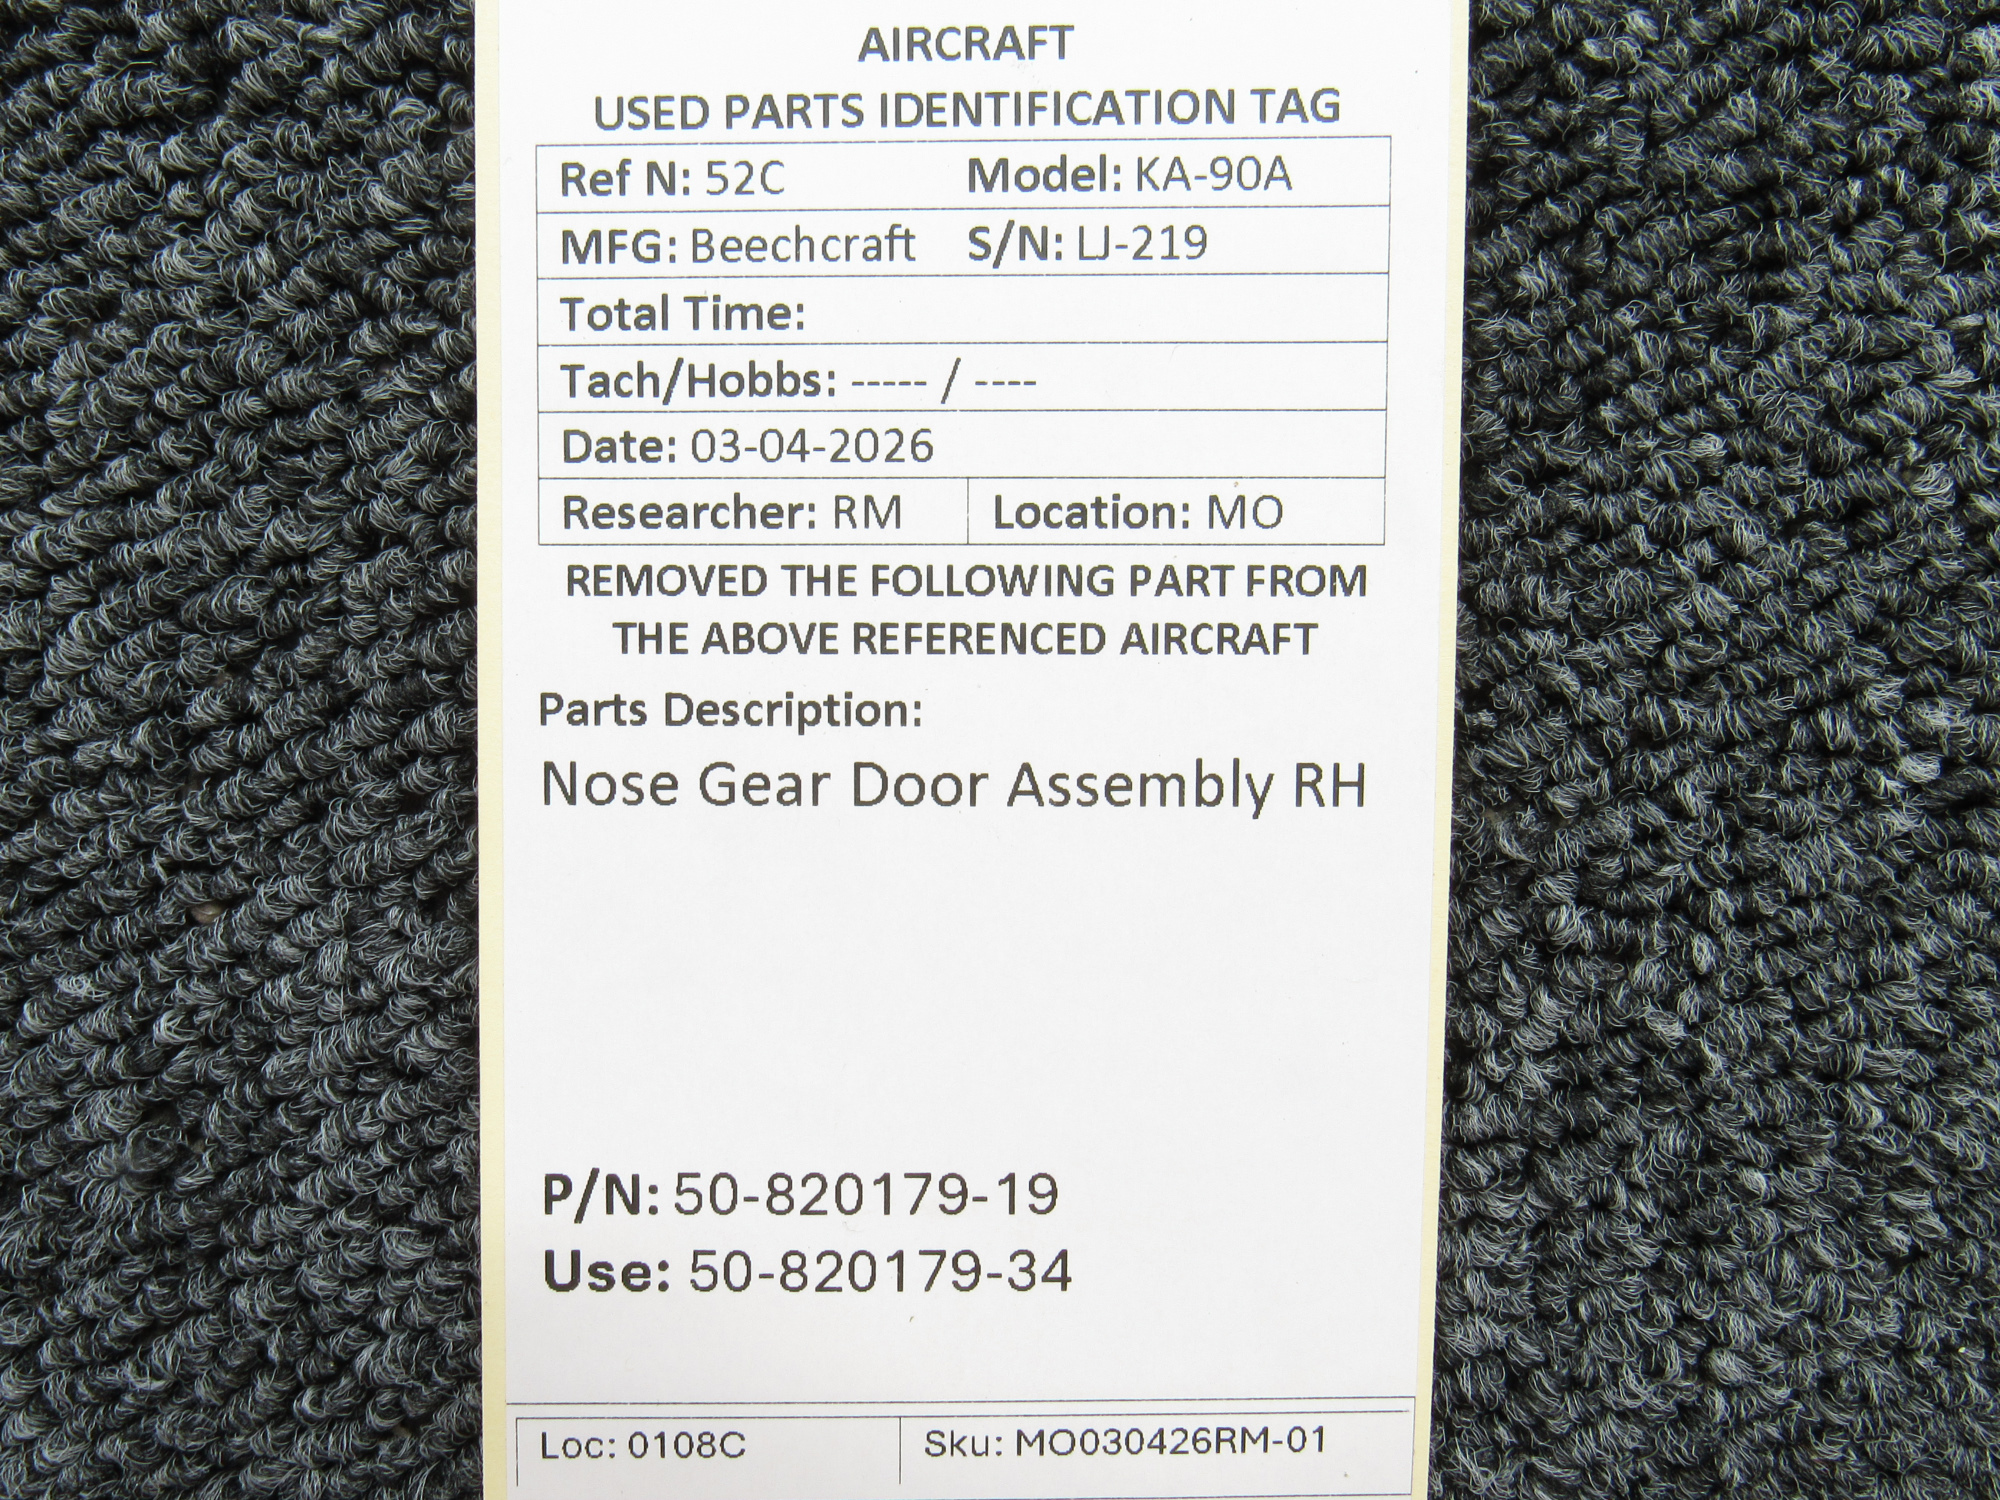 AIRCRAFT
USED PARTS IDENTIFICATION TAG
Ref N: 52C Model: KA-90A
MFG: Beechcraft S/N: LJ-219
Total Time:
Tach/Hobbs: ----- / ----
Date: 03-04-2026
Researcher: RM Location: MO
REMOVED THE FOLLOWING PART FROM
THE ABOVE REFERENCED AIRCRAFT
Parts Description:
Nose Gear Door Assembly RH
P/N: 50-820179-19
Use: 50-820179-34
Loc: 0108C Sku: MO030426RM-01